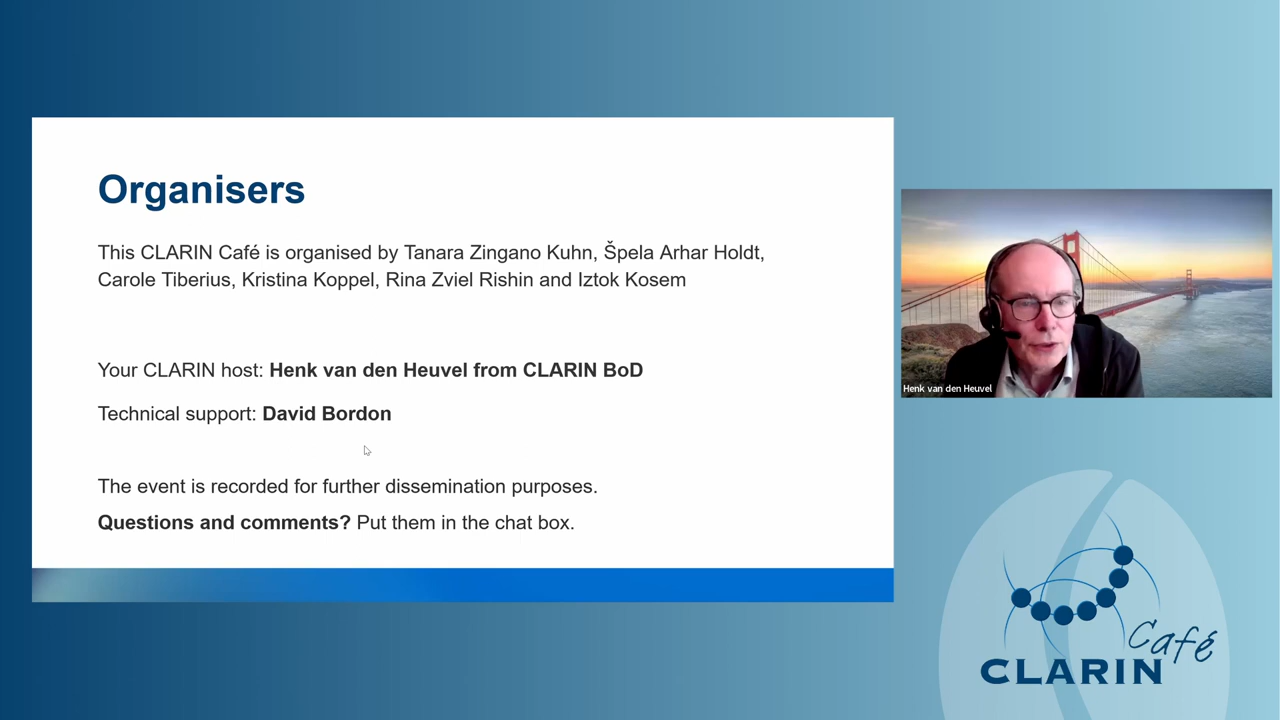 Organisers
This CLARIN Café is organised by Tanara Zingano Kuhn, Špela Arhar Holdt,
Carole Tiberius, Kristina Koppel, Rina Zviel Rishin and Iztok Kosem
Your CLARIN host: Henk van den Heuvel from CLARIN BoD
Technical support: David Bordon
The event is recorded for further dissemination purposes.
Questions and comments? Put them in the chat box.
Henk van den Heuvel
Café
CLARIN